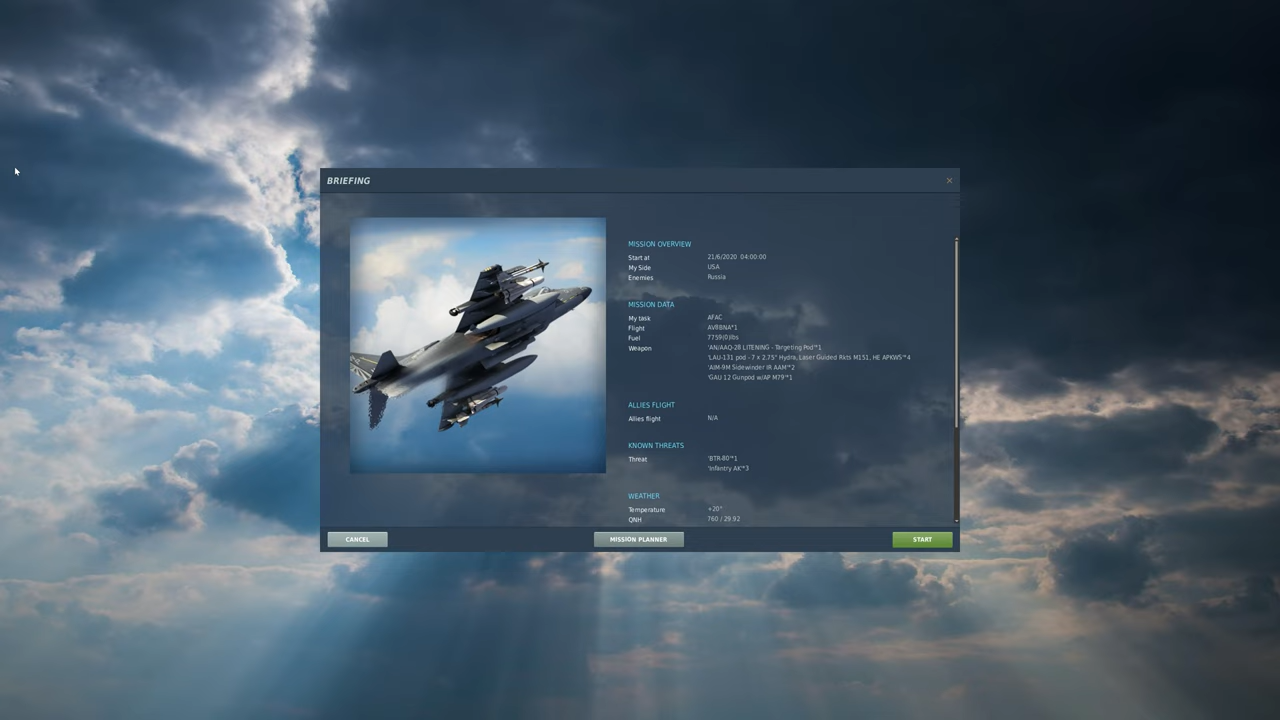 BRIEFING
MISSION OVERVIEW
Start at 21/6/2020 04:00:00
My Side USA
Enemies Russia
MISSION DATA
My task AFAC
Flight AV8BNA*1
Fuel 7759(0)lbs
Weapon 'AN/AAQ-28 LITENING - Targeting Pod'*1
'LAU-131 pod - 7 x 2.75" Hydra, Laser Guided Rkts M151, HE APKWS'*4
'AIM-9M Sidewinder IR AAM'*2
'GAU 12 Gunpod w/AP M79'*1
ALLIES FLIGHT
Allies flight N/A
KNOWN THREATS
Threat 'BTR-80'*1
'Infantry AK'*3
WEATHER
Temperature +20°
QNH 760 / 29.92
CANCEL MISSION PLANNER START